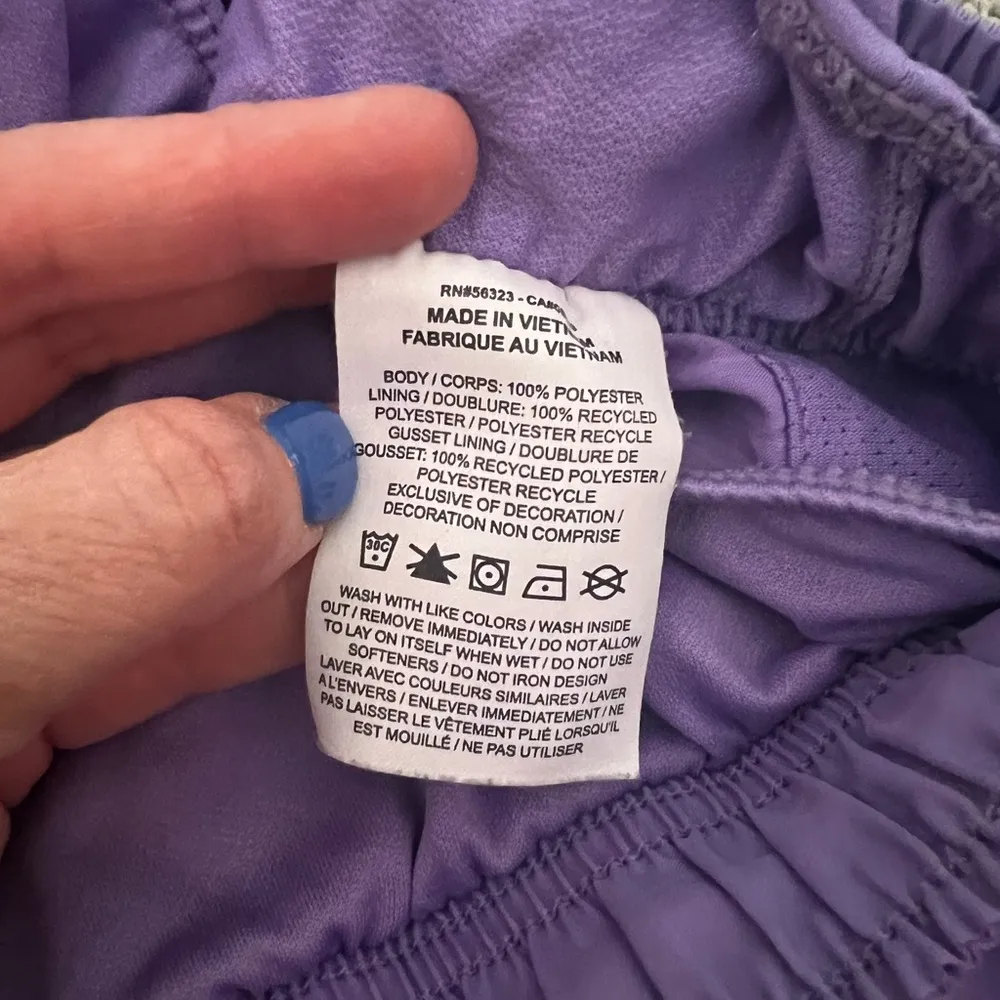 RN#56323 - CA#
MADE IN
FABRIQUE AU VIETNAM
BODY / CORPS: 100% POLYESTER
LINING / DOUBLURE: 100% RECYCLED
POLYESTER / POLYESTER RECYCLE
GUSSET LINING / DOUBLURE DE
GOUSSET: 100% RECYCLED POLYESTER /
POLYESTER RECYCLE
EXCLUSIVE OF DECORATION /
DECORATION NON COMPRISE
30C
WASH WITH LIKE COLORS / WASH INSIDE
OUT / REMOVE IMMEDIATELY / DO NOT ALLOW
TO LAY ON ITSELF WHEN WET / DO NOT USE
SOFTENERS / DO NOT IRON DESIGN
LAVER AVEC COULEURS SIMILAIRES / LAVER
A L'ENVERS / ENLEVER IMMEDIATEMENT / NE
PAS LAISSER LE VÊTEMENT PLIÉ LORSQU'IL
EST MOUILLÉ / NE PAS UTILISER